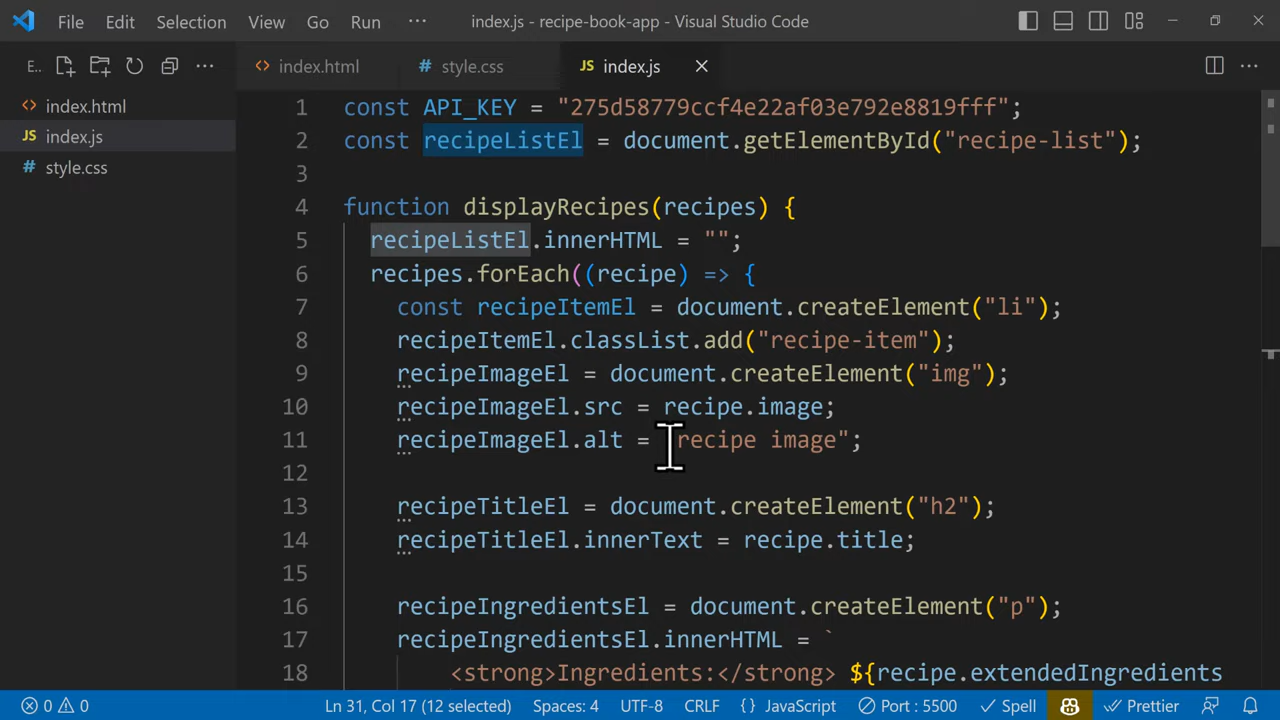 File Edit Selection View Go Run ··· index.js - recipe-book-app - Visual Studio Code
E... ··· <> index.html # style.css JS index.js ···
<> index.html
JS index.js
# style.css
1 const API_KEY = "275d58779ccf4e22af03e792e8819fff";
2 const recipeListEl = document.getElementById("recipe-list");
3
4 function displayRecipes(recipes) {
5 recipeListEl.innerHTML = "";
6 recipes.forEach((recipe) => {
7 const recipeItemEl = document.createElement("li");
8 recipeItemEl.classList.add("recipe-item");
9 recipeImageEl = document.createElement("img");
10 recipeImageEl.src = recipe.image;
11 recipeImageEl.alt = "recipe image";
12
13 recipeTitleEl = document.createElement("h2");
14 recipeTitleEl.innerText = recipe.title;
15
16 recipeIngredientsEl = document.createElement("p");
17 recipeIngredientsEl.innerHTML = `
18 <strong>Ingredients:</strong> ${recipe.extendedIngredients
0 0 Ln 31, Col 17 (12 selected) Spaces: 4 UTF-8 CRLF {} JavaScript Port : 5500 Spell Prettier